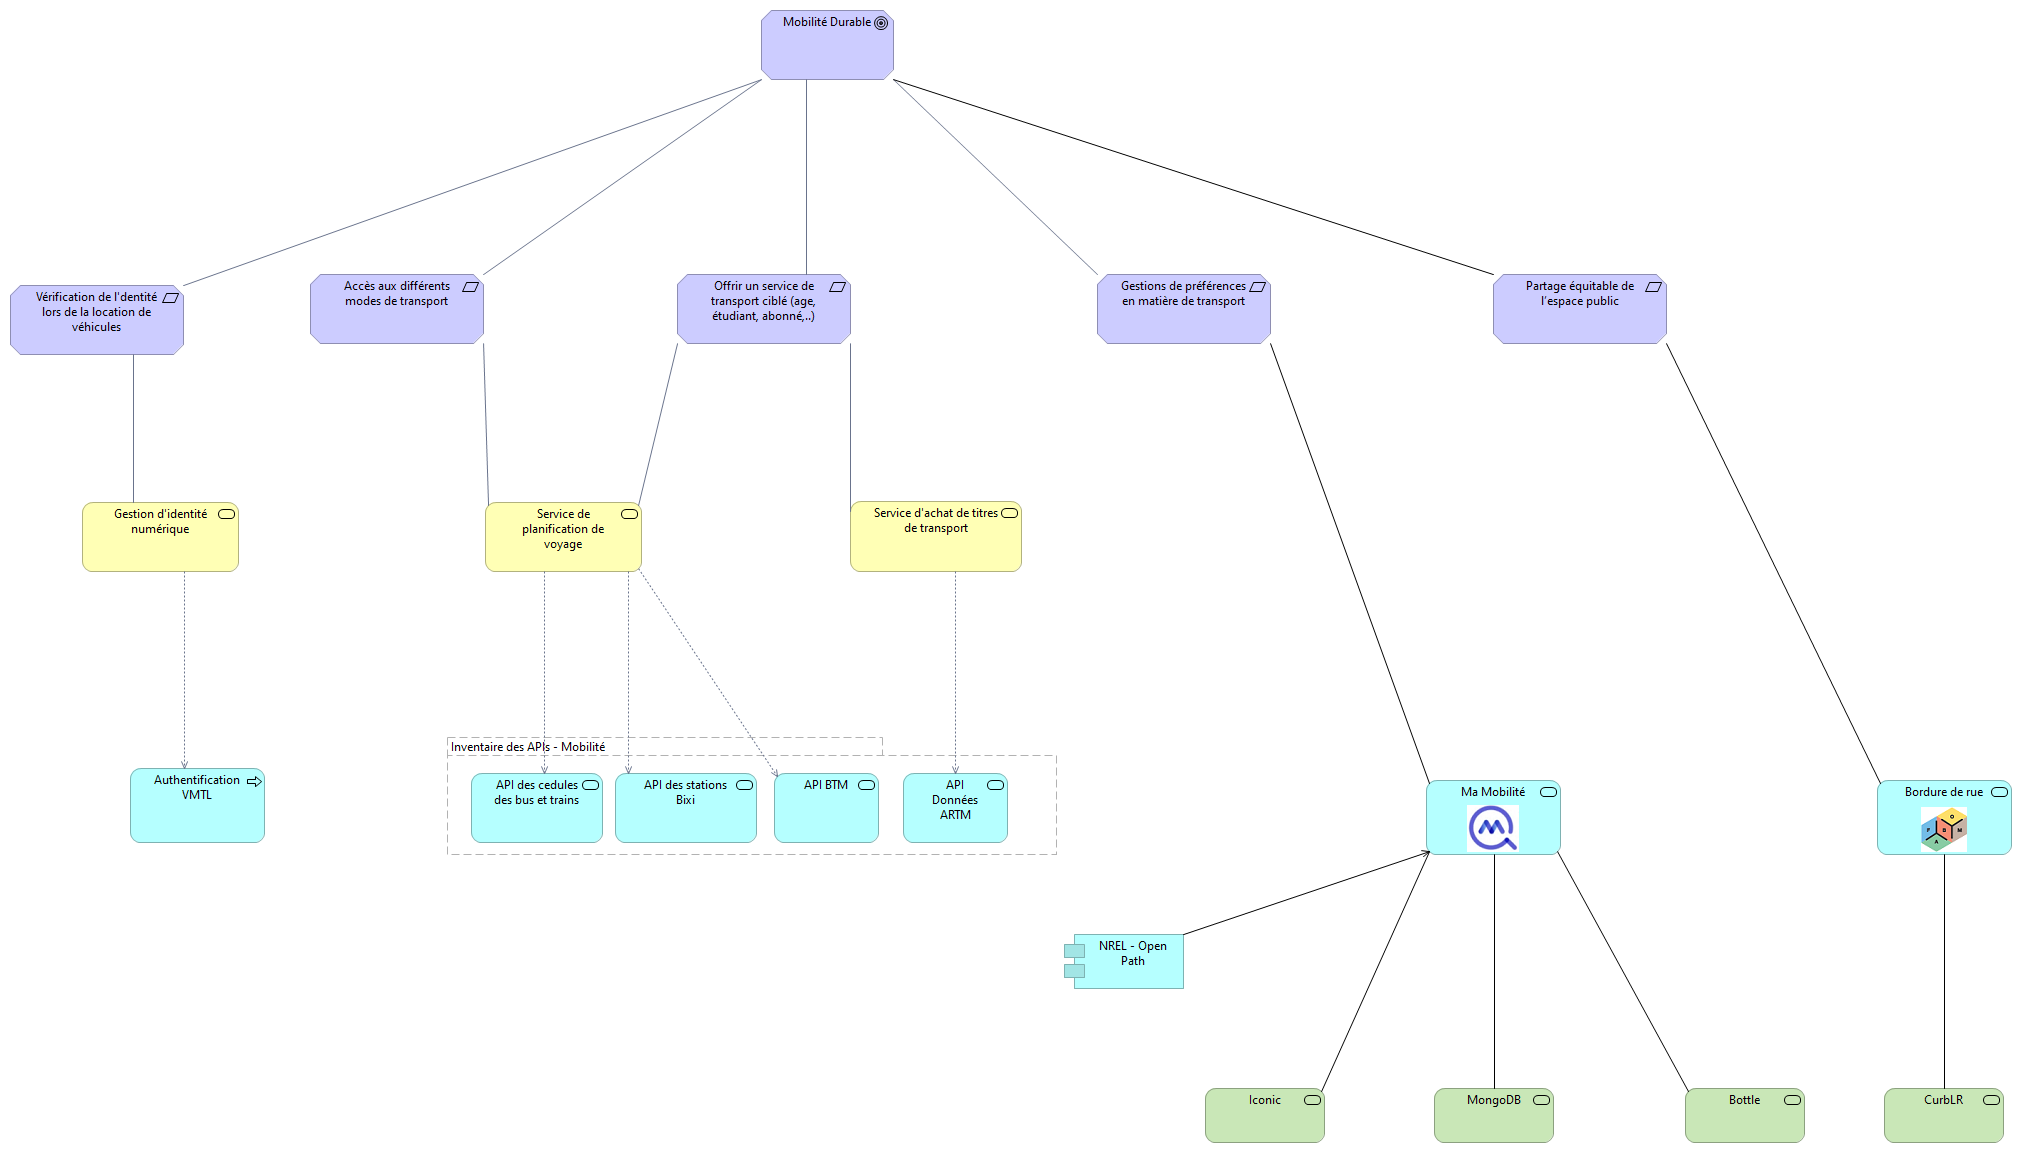 Mobilité Durable
Vérification de l'Identité
lors de la location de
véhicules
Accès aux différents
modes de transport
Offrir un service de
transport ciblé (age,
étudiant, abonné,..)
Gestions de préférences
en matière de transport
Partage équitable de
l'espace public
Gestion d'identité
numérique
Service de
planification de
voyage
Service d'achat de titres
de transport
Inventaire des APIs - Mobilité
Authentification
VMTL
API des cedules
des bus et trains
API des stations
Bixi
API BTM
API
Données
ARTM
Ma Mobilité
Bordure de rue
O
F
D
M
A
NREL - Open
Path
Iconic
MongoDB
Bottle
CurbLR